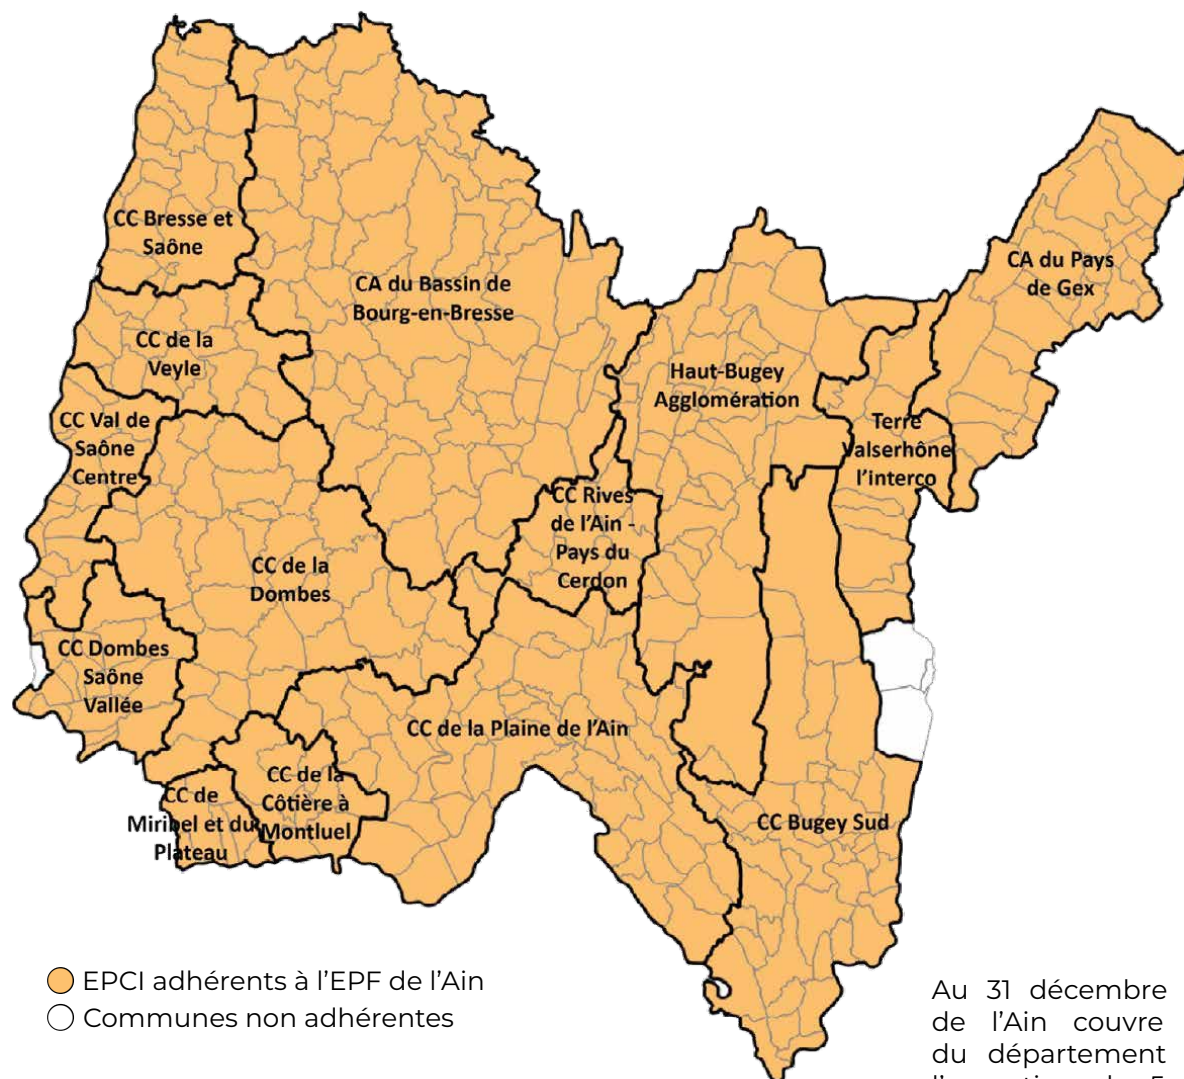 CC Bresse et
Saône
CA du Bassin de
Bourg-en-Bresse
CA du Pays
de Gex
CC de la
Veyle
Haut-Bugey
Agglomération
CC Val de
Saône
Centre
Terre
Valserhône
l'interco
CC Rives
de l'Ain -
Pays du
Cerdon
CC de la
Dombes
CC Dombes
Saône
Vallée
CC de la Plaine de l'Ain
CC de la
Côtière à
Montluel
CC de
Miribel et du
Plateau
CC Bugey Sud
EPCI adhérents à l'EPF de l'Ain
Communes non adhérentes
Au 31 décembre
de l'Ain couvre
du département